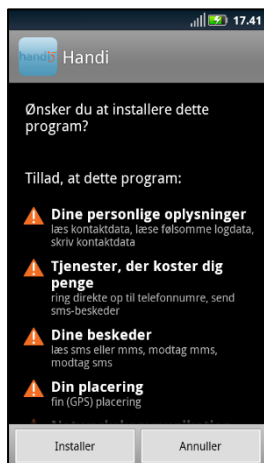 17.41
handi
Handi
Ønsker du at installere dette
program?
Tillad, at dette program:
Dine personlige oplysninger
læs kontaktdata, læse følsomme logdata,
skriv kontaktdata
Tjenester, der koster dig
penge
ring direkte op til telefonnumre, send
sms-beskeder
Dine beskeder
læs sms eller mms, modtag mms,
modtag sms
Din placering
fin (GPS) placering
Installer
Annuller